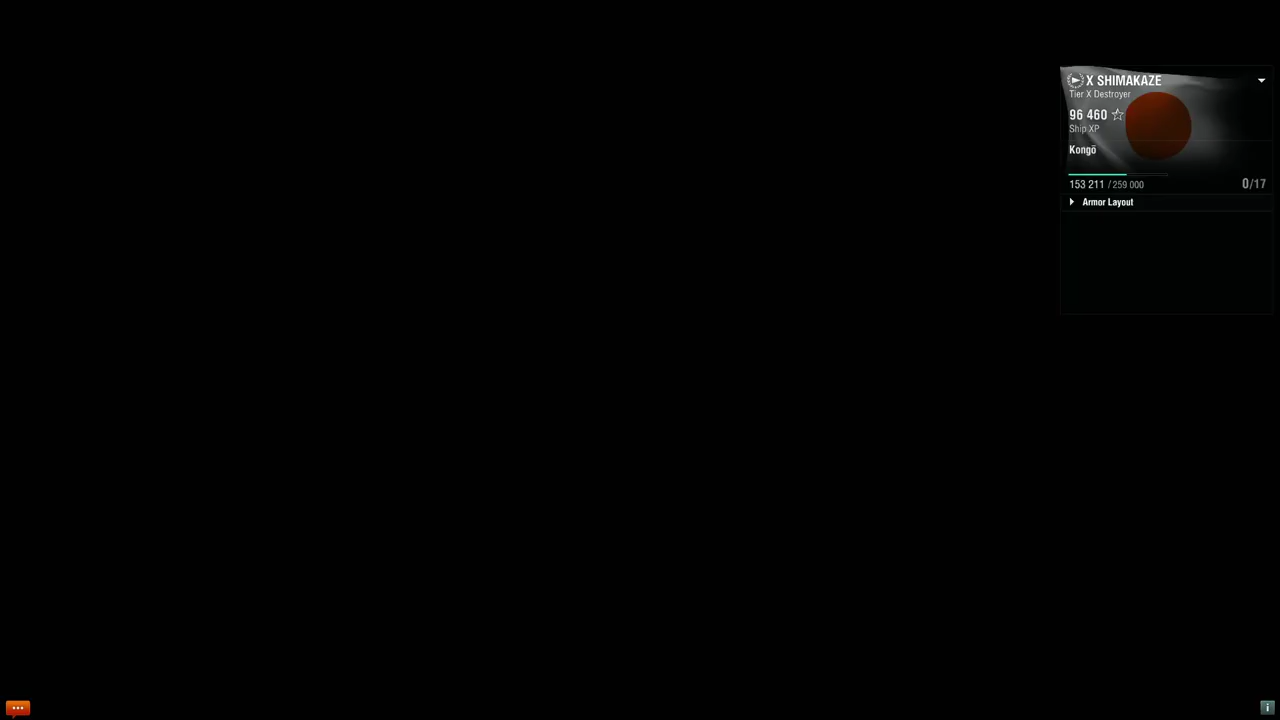 X SHIMAKAZE
Tier X Destroyer
96 460
Ship XP
Kongō
153 211 / 259 000
0/17
Armor Layout